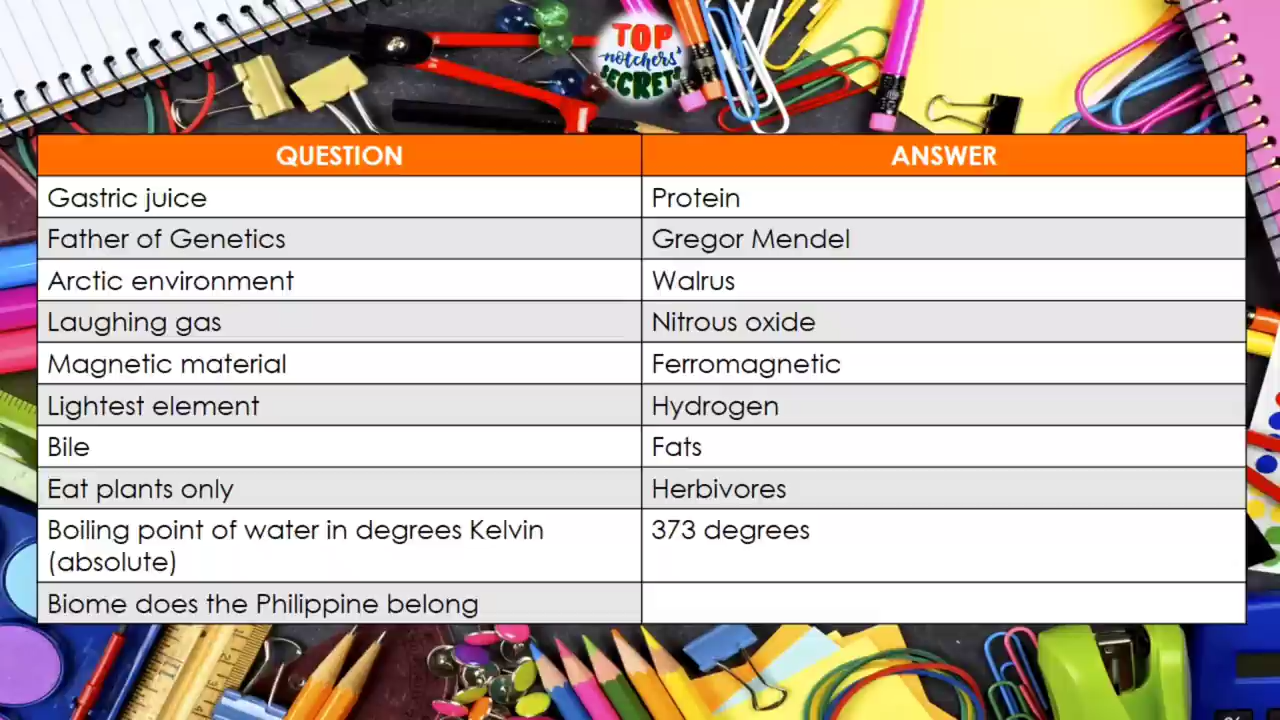 TOP
notchers'
SECRETS
QUESTION ANSWER
Gastric juice Protein
Father of Genetics Gregor Mendel
Arctic environment Walrus
Laughing gas Nitrous oxide
Magnetic material Ferromagnetic
Lightest element Hydrogen
Bile Fats
Eat plants only Herbivores
Boiling point of water in degrees Kelvin 373 degrees
(absolute)
Biome does the Philippine belong